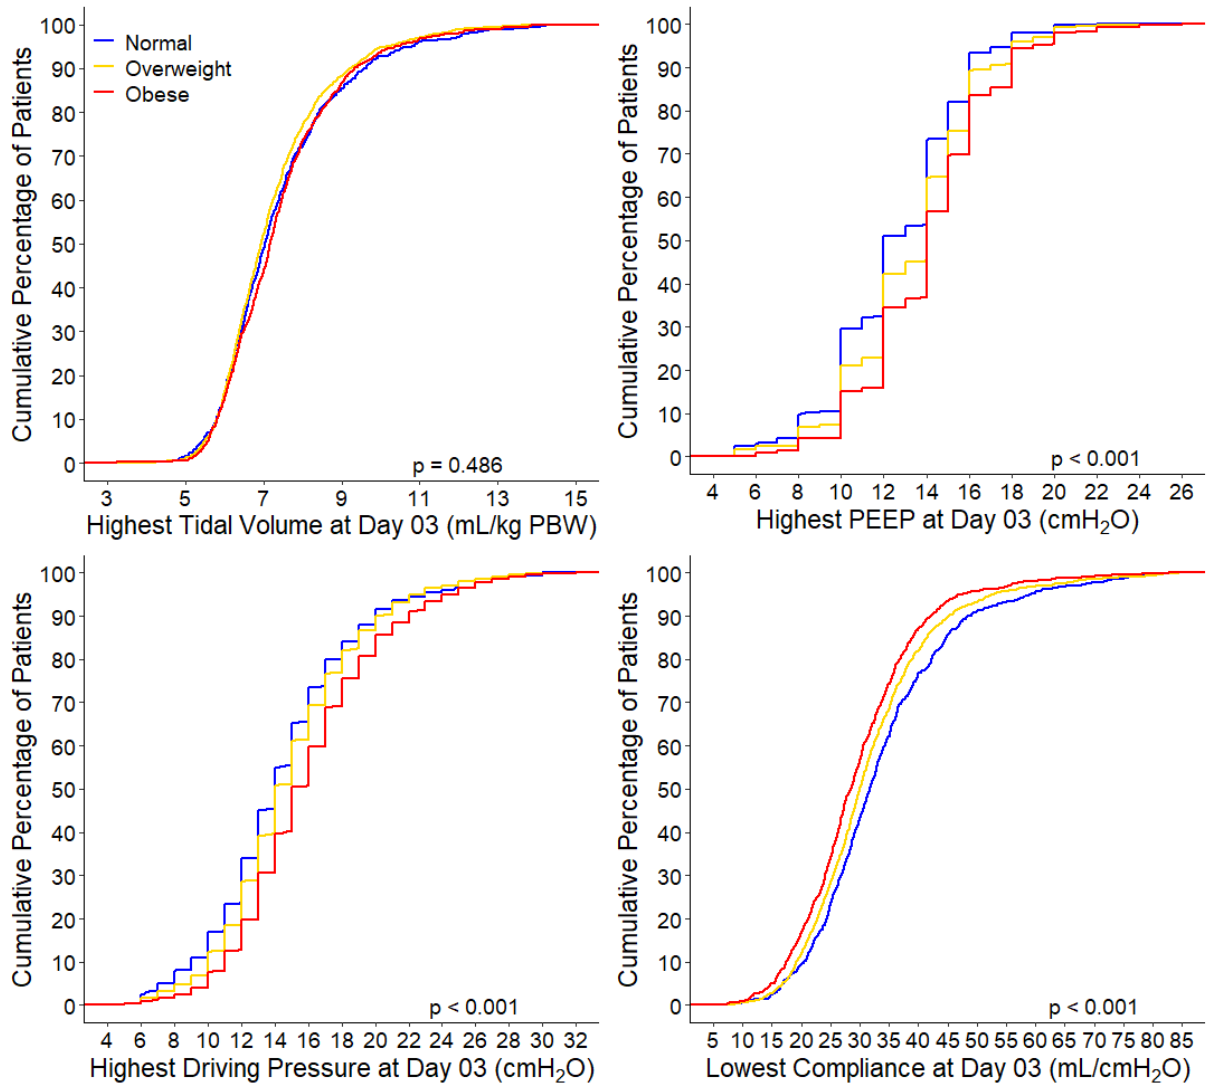 Cumulative Percentage of Patients
100
90
80
70
60
50
40
30
20
10
0
Normal
Overweight
Obese
p = 0.486
3 5 7 9 11 13 15
Highest Tidal Volume at Day 03 (mL/kg PBW)
Cumulative Percentage of Patients
100
90
80
70
60
50
40
30
20
10
0
p < 0.001
4 6 8 10 12 14 16 18 20 22 24 26
Highest PEEP at Day 03 (cmH₂O)
Cumulative Percentage of Patients
100
90
80
70
60
50
40
30
20
10
0
p < 0.001
4 6 8 10 12 14 16 18 20 22 24 26 28 30 32
Highest Driving Pressure at Day 03 (cmH₂O)
Cumulative Percentage of Patients
100
90
80
70
60
50
40
30
20
10
0
p < 0.001
5 10 15 20 25 30 35 40 45 50 55 60 65 70 75 80 85
Lowest Compliance at Day 03 (mL/cmH₂O)